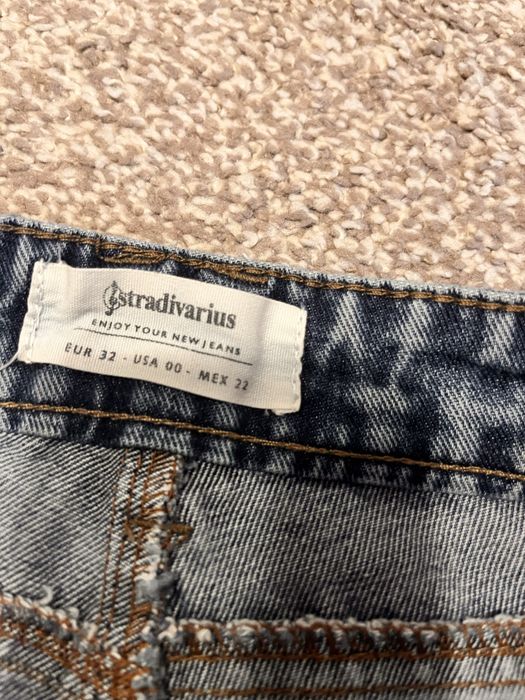 stradivarius
ENJOY YOUR NEW JEANS
EUR 32 - USA 00 - MEX 22